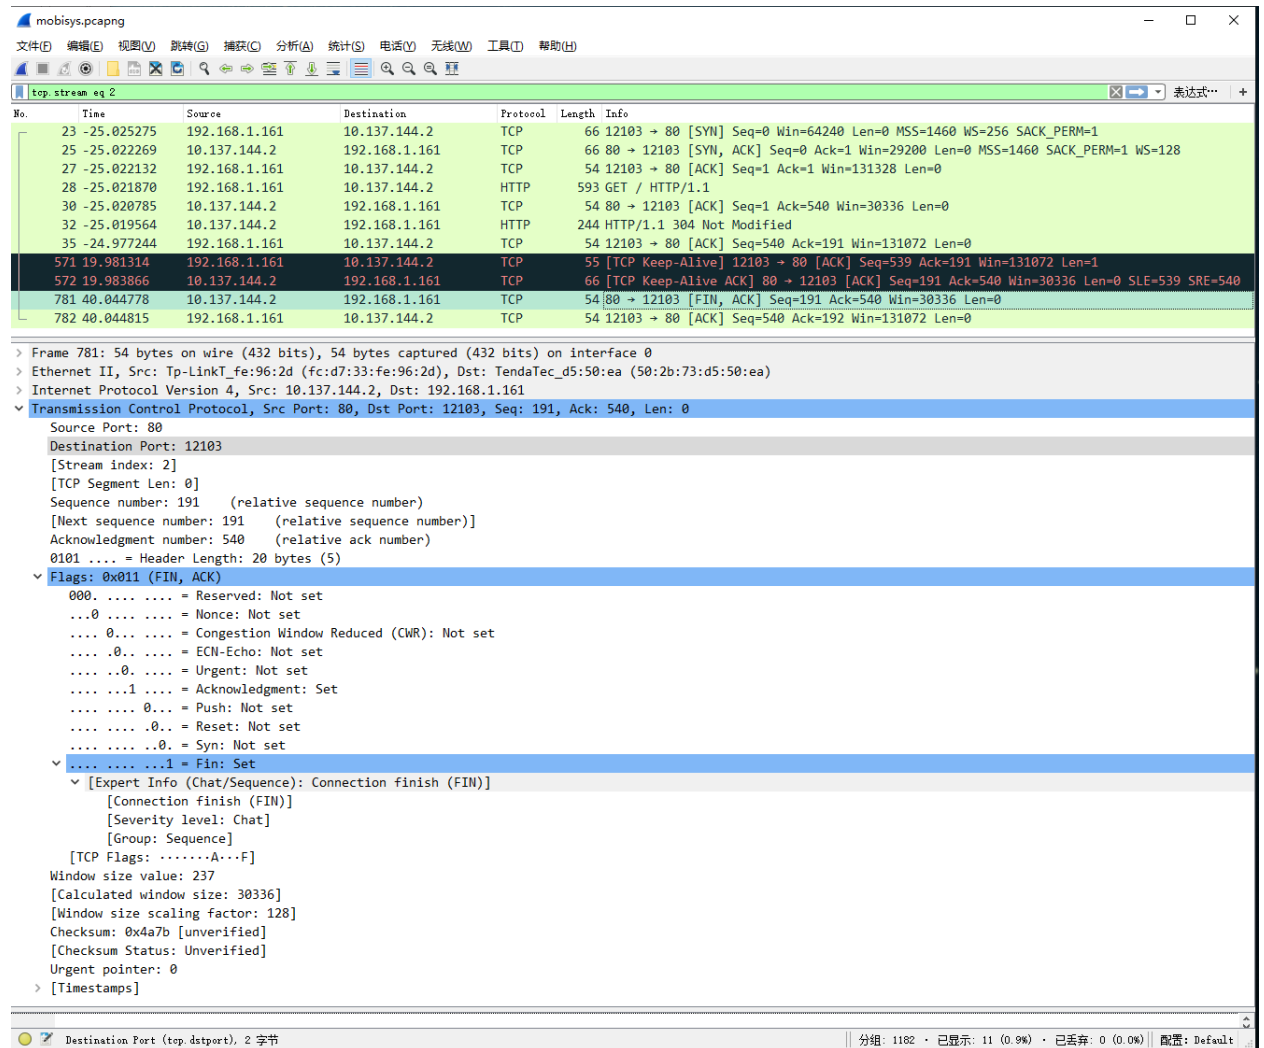 mobisys.pcapng
文件(F) 编辑(E) 视图(V) 跳转(G) 捕获(C) 分析(A) 统计(S) 电话(Y) 无线(W) 工具(T) 帮助(H)
tcp.stream eq 2 表达式… +
No. Time Source Destination Protocol Length Info
23 -25.025275 192.168.1.161 10.137.144.2 TCP 66 12103 → 80 [SYN] Seq=0 Win=64240 Len=0 MSS=1460 WS=256 SACK_PERM=1
25 -25.022269 10.137.144.2 192.168.1.161 TCP 66 80 → 12103 [SYN, ACK] Seq=0 Ack=1 Win=29200 Len=0 MSS=1460 SACK_PERM=1 WS=128
27 -25.022132 192.168.1.161 10.137.144.2 TCP 54 12103 → 80 [ACK] Seq=1 Ack=1 Win=131328 Len=0
28 -25.021870 192.168.1.161 10.137.144.2 HTTP 593 GET / HTTP/1.1
30 -25.020785 10.137.144.2 192.168.1.161 TCP 54 80 → 12103 [ACK] Seq=1 Ack=540 Win=30336 Len=0
32 -25.019564 10.137.144.2 192.168.1.161 HTTP 244 HTTP/1.1 304 Not Modified
35 -24.977244 192.168.1.161 10.137.144.2 TCP 54 12103 → 80 [ACK] Seq=540 Ack=191 Win=131072 Len=0
571 19.981314 192.168.1.161 10.137.144.2 TCP 55 [TCP Keep-Alive] 12103 → 80 [ACK] Seq=539 Ack=191 Win=131072 Len=1
572 19.983866 10.137.144.2 192.168.1.161 TCP 66 [TCP Keep-Alive ACK] 80 → 12103 [ACK] Seq=191 Ack=540 Win=30336 Len=0 SLE=539 SRE=540
781 40.044778 10.137.144.2 192.168.1.161 TCP 54 80 → 12103 [FIN, ACK] Seq=191 Ack=540 Win=30336 Len=0
782 40.044815 192.168.1.161 10.137.144.2 TCP 54 12103 → 80 [ACK] Seq=540 Ack=192 Win=131072 Len=0
Frame 781: 54 bytes on wire (432 bits), 54 bytes captured (432 bits) on interface 0
Ethernet II, Src: Tp-LinkT_fe:96:2d (fc:d7:33:fe:96:2d), Dst: TendaTec_d5:50:ea (50:2b:73:d5:50:ea)
Internet Protocol Version 4, Src: 10.137.144.2, Dst: 192.168.1.161
Transmission Control Protocol, Src Port: 80, Dst Port: 12103, Seq: 191, Ack: 540, Len: 0
Source Port: 80
Destination Port: 12103
[Stream index: 2]
[TCP Segment Len: 0]
Sequence number: 191 (relative sequence number)
[Next sequence number: 191 (relative sequence number)]
Acknowledgment number: 540 (relative ack number)
0101 .... = Header Length: 20 bytes (5)
Flags: 0x011 (FIN, ACK)
000. .... .... = Reserved: Not set
...0 .... .... = Nonce: Not set
.... 0... .... = Congestion Window Reduced (CWR): Not set
.... .0.. .... = ECN-Echo: Not set
.... ..0. .... = Urgent: Not set
.... ...1 .... = Acknowledgment: Set
.... .... 0... = Push: Not set
.... .... .0.. = Reset: Not set
.... .... ..0. = Syn: Not set
.... .... ...1 = Fin: Set
[Expert Info (Chat/Sequence): Connection finish (FIN)]
[Connection finish (FIN)]
[Severity level: Chat]
[Group: Sequence]
[TCP Flags: ·······A···F]
Window size value: 237
[Calculated window size: 30336]
[Window size scaling factor: 128]
Checksum: 0x4a7b [unverified]
[Checksum Status: Unverified]
Urgent pointer: 0
[Timestamps]
Destination Port (tcp.dstport), 2 字节 分组: 1182 · 已显示: 11 (0.9%) · 已丢弃: 0 (0.0%) 配置: Default